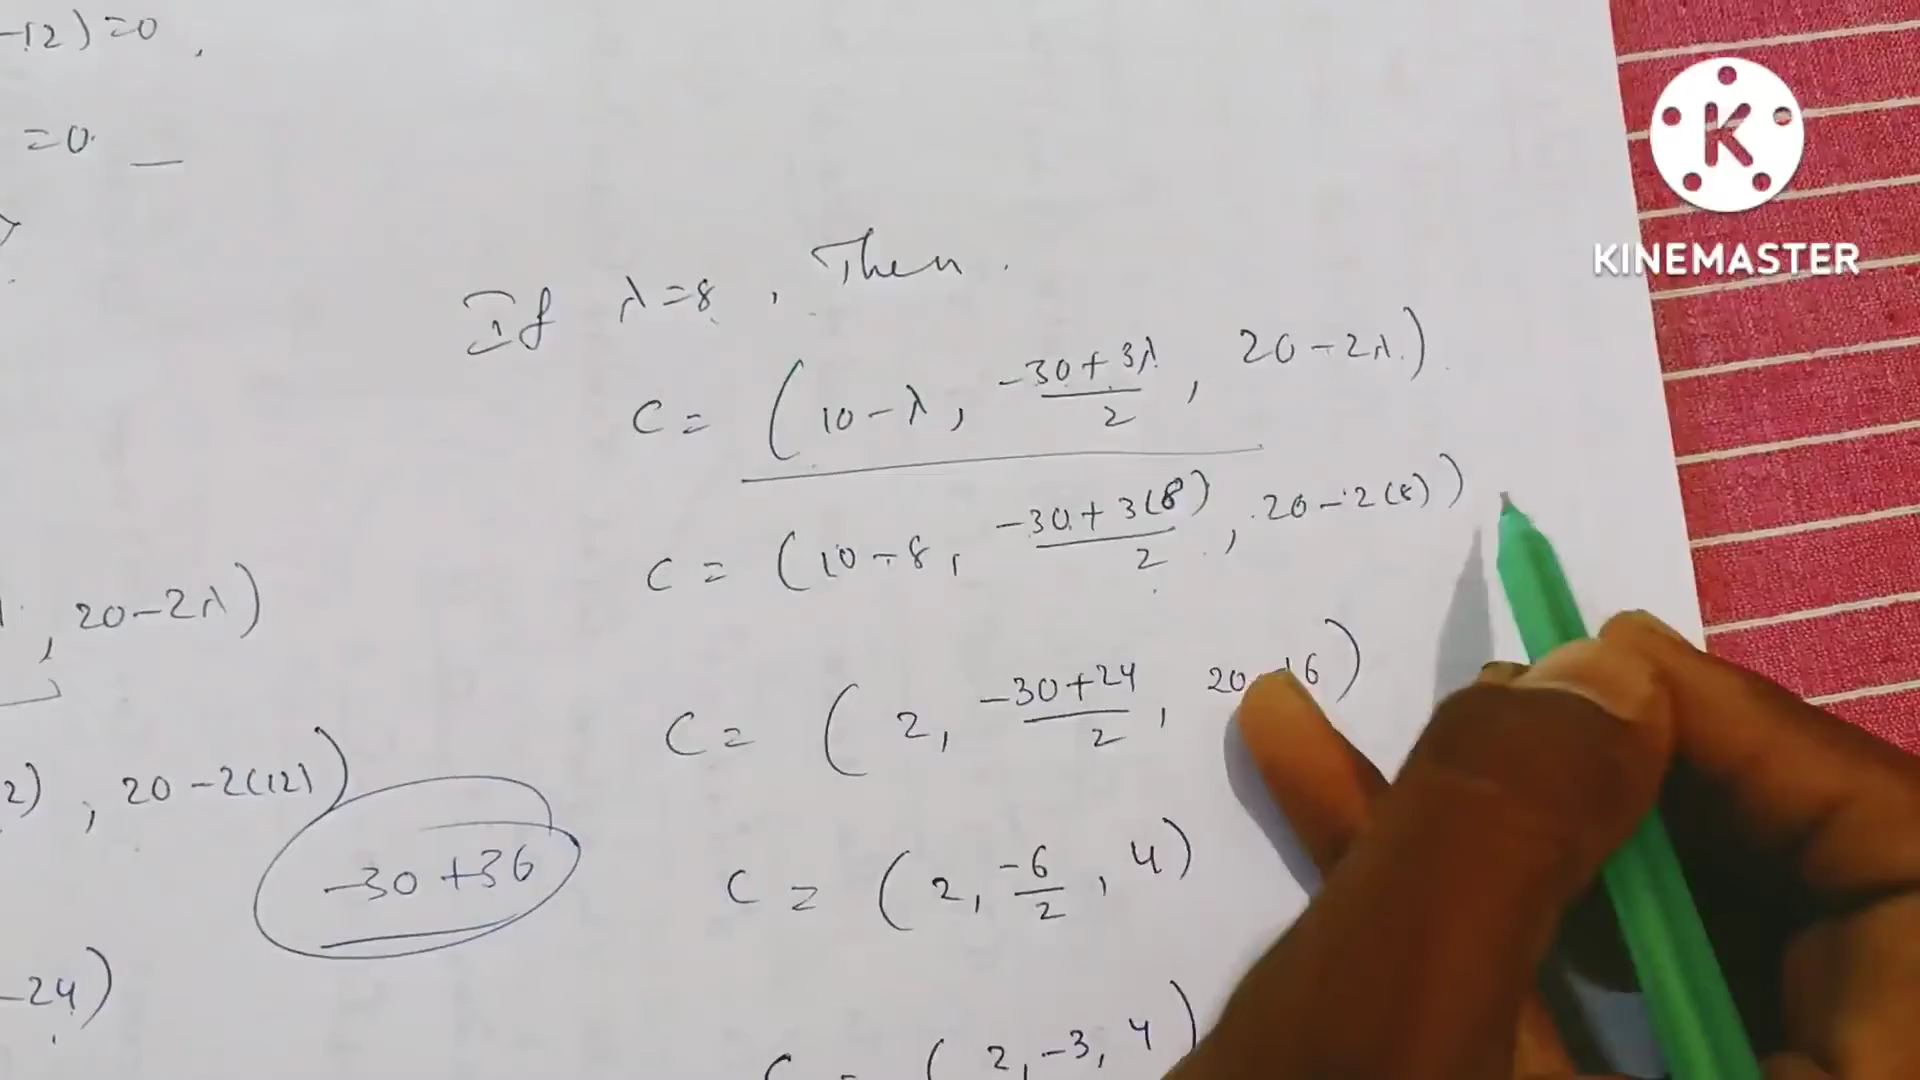 -12)=0
=0
If λ=8, Then.
C = (10-λ, -30+3λ/2, 20-2λ)
C = (10-8, -30+3(8)/2, 20-2(8))
, 20-2λ)
C = (2, -30+24/2, 20-16)
2), 20-2(12))
-30+36
C = (2, -6/2, 4)
-24)
C = (2, -3, 4)
K
KINEMASTER